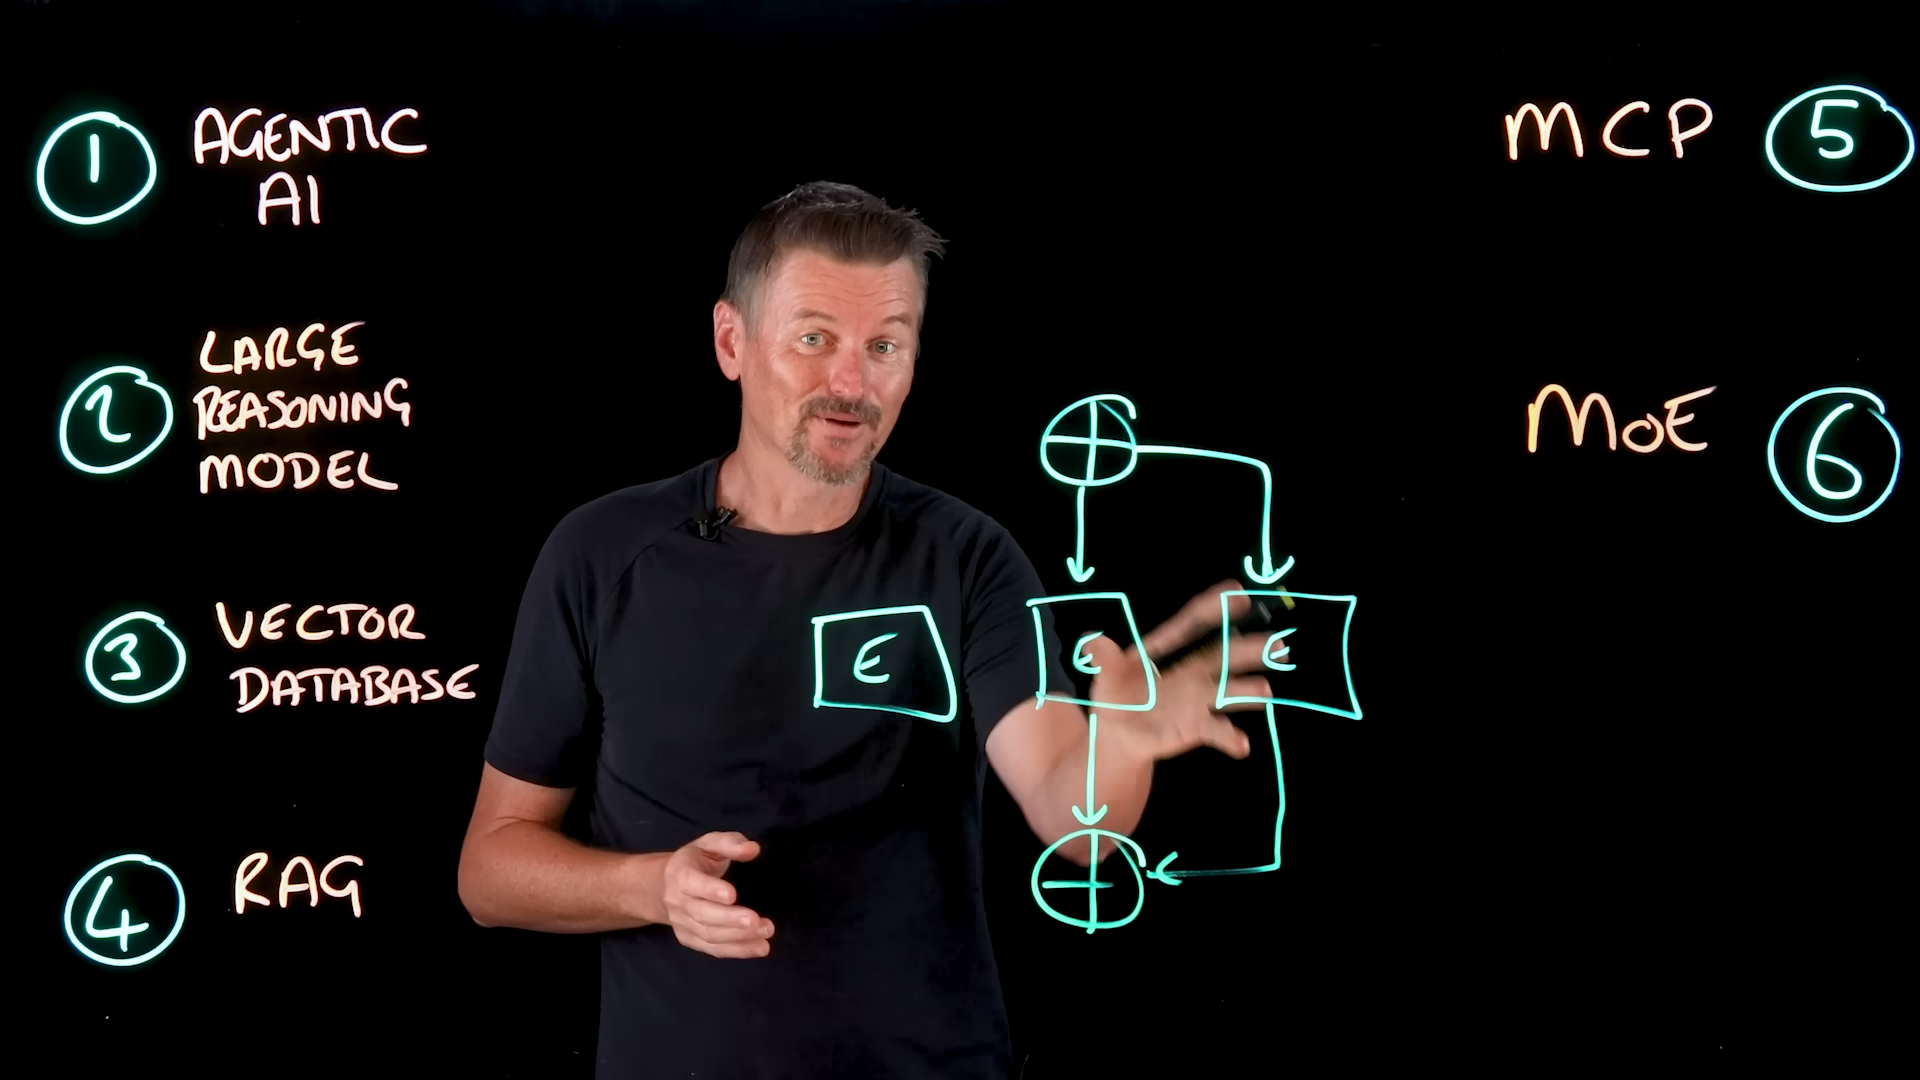 1
AGENTIC
AI
2
LARGE
REASONING
MODEL
3
VECTOR
DATABASE
4
RAG
MCP 5
MoE 6
E E E